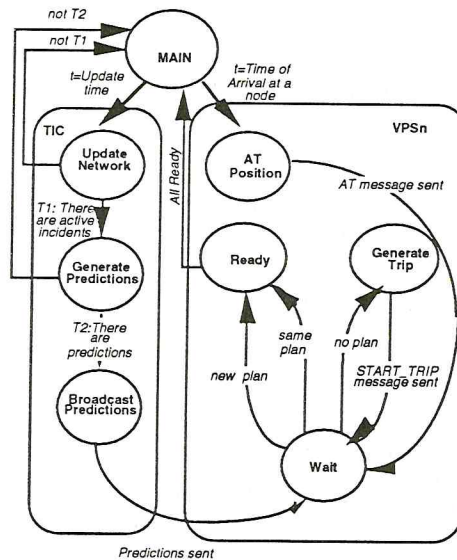 not T2
not T1
MAIN
t=Update
time
t=Time of
Arrival at a
node
TIC
VPSn
Update
Network
AT
Position
All Ready
AT message sent
T1: There
are active
incidents
Ready
Generate
Trip
Generate
Predictions
T2:There
are
predictions
same
plan
no plan
new plan
START_TRIP
message sent
Broadcast
Predictions
Wait
Predictions sent